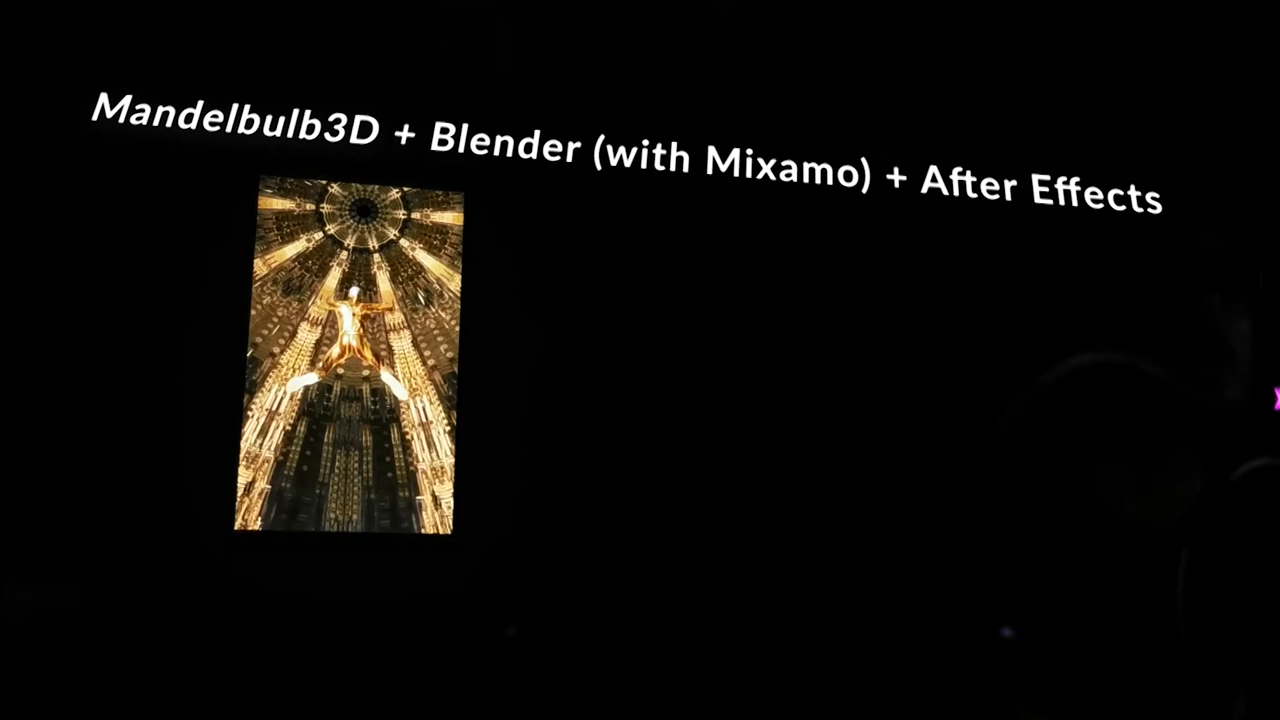 Mandelbulb3D + Blender (with Mixamo) + After Effects